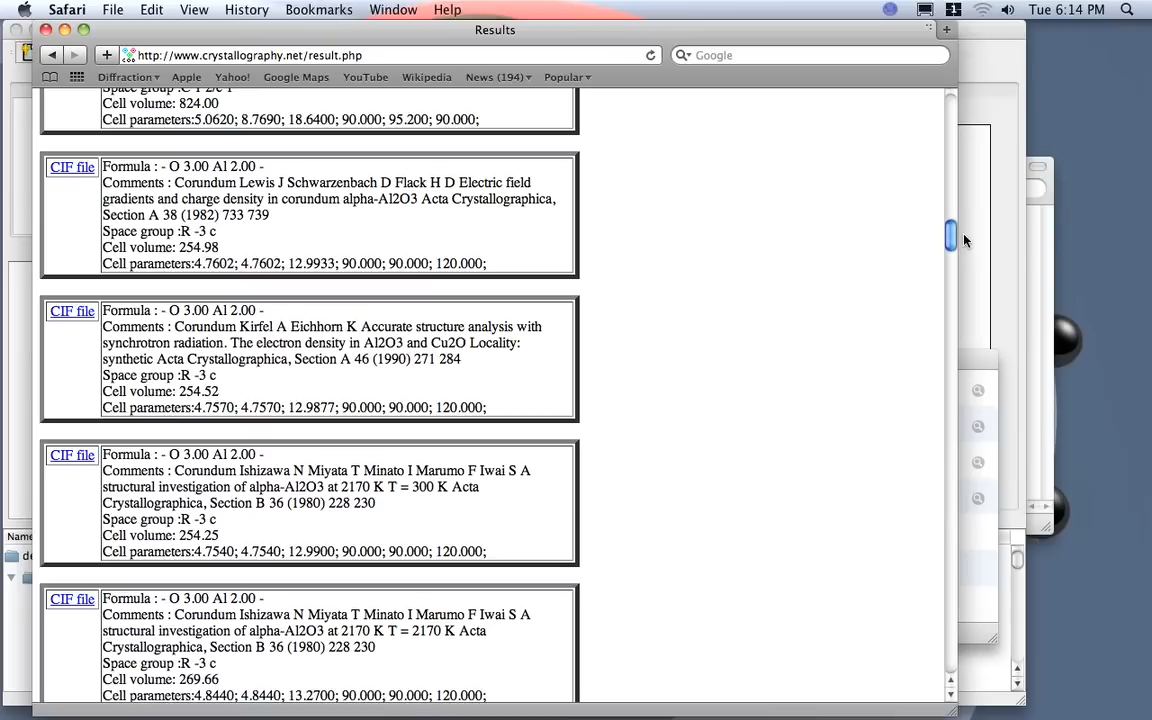 Safari File Edit View History Bookmarks Window Help 1 Tue 6:14 PM
Results
http://www.crystallography.net/result.php Google
Diffraction Apple Yahoo! Google Maps YouTube Wikipedia News (194) Popular
Cell volume: 824.00
Cell parameters:5.0620; 8.7690; 18.6400; 90.000; 95.200; 90.000;
CIF file
Formula : - O 3.00 Al 2.00 -
Comments : Corundum Lewis J Schwarzenbach D Flack H D Electric field
gradients and charge density in corundum alpha-Al2O3 Acta Crystallographica,
Section A 38 (1982) 733 739
Space group :R -3 c
Cell volume: 254.98
Cell parameters:4.7602; 4.7602; 12.9933; 90.000; 90.000; 120.000;
CIF file
Formula : - O 3.00 Al 2.00 -
Comments : Corundum Kirfel A Eichhorn K Accurate structure analysis with
synchrotron radiation. The electron density in Al2O3 and Cu2O Locality:
synthetic Acta Crystallographica, Section A 46 (1990) 271 284
Space group :R -3 c
Cell volume: 254.52
Cell parameters:4.7570; 4.7570; 12.9877; 90.000; 90.000; 120.000;
CIF file
Formula : - O 3.00 Al 2.00 -
Comments : Corundum Ishizawa N Miyata T Minato I Marumo F Iwai S A
structural investigation of alpha-Al2O3 at 2170 K T = 300 K Acta
Crystallographica, Section B 36 (1980) 228 230
Space group :R -3 c
Cell volume: 254.25
Cell parameters:4.7540; 4.7540; 12.9900; 90.000; 90.000; 120.000;
CIF file
Formula : - O 3.00 Al 2.00 -
Comments : Corundum Ishizawa N Miyata T Minato I Marumo F Iwai S A
structural investigation of alpha-Al2O3 at 2170 K T = 2170 K Acta
Crystallographica, Section B 36 (1980) 228 230
Space group :R -3 c
Cell volume: 269.66
Cell parameters:4.8440; 4.8440; 13.2700; 90.000; 90.000; 120.000;
Name